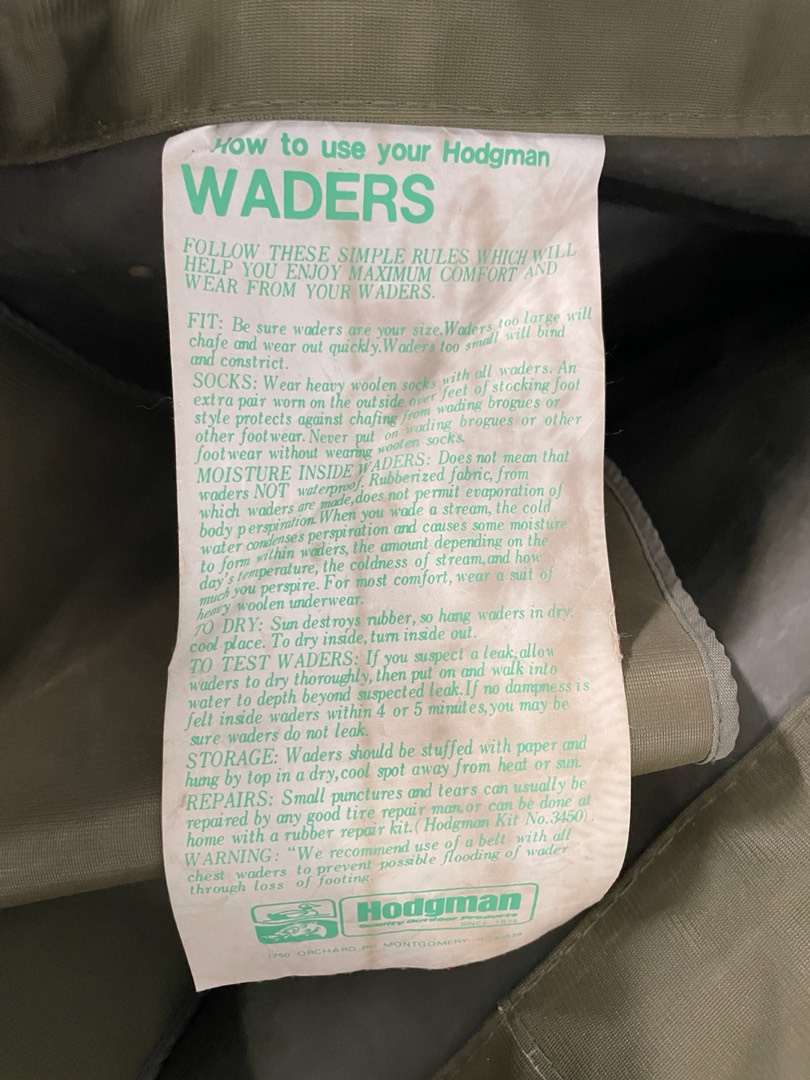 How to use your Hodgman
WADERS
FOLLOW THESE SIMPLE RULES WHICH WILL
HELP YOU ENJOY MAXIMUM COMFORT AND
WEAR FROM YOUR WADERS.
FIT: Be sure waders are your size.Waders too large will
chafe and wear out quickly.Waders too small will bind
and constrict.
SOCKS: Wear heavy woolen socks with all waders. An
extra pair worn on the outside over feet of stocking foot
style protects against chafing from wading brogues or
other footwear. Never put on wading brogues or other
footwear without wearing woolen socks.
MOISTURE INSIDE WADERS: Does not mean that
waders NOT waterproof. Rubberized fabric, from
which waders are made,does not permit evaporation of
body perspiration.When you wade a stream, the cold
water condenses perspiration and causes some moisture
to form within waders, the amount depending on the
day's temperature, the coldness of stream,and how
much you perspire. For most comfort, wear a suit of
heavy woolen underwear.
TO DRY: Sun destroys rubber, so hang waders in dry.
cool place. To dry inside,turn inside out.
TO TEST WADERS: If you suspect a leak,allow
waders to dry thoroughly,then put on and walk into
water to depth beyond suspected leak.If no dampness is
felt inside waders within 4 or 5 minutes,you may be
sure waders do not leak.
STORAGE: Waders should be stuffed with paper and
hung by top in a dry,cool spot away from heat or sun.
REPAIRS: Small punctures and tears can usually be
repaired by any good tire repair man,or can be done at
home with a rubber repair kit.(Hodgman Kit No.3450).
WARNING: "We recommend use of a belt with all
chest waders to prevent possible flooding of wader
through loss of footing.
Hodgman
Quality Outdoor Products
SINCE 1838
1750 ORCHARD RD MONTGOMERY